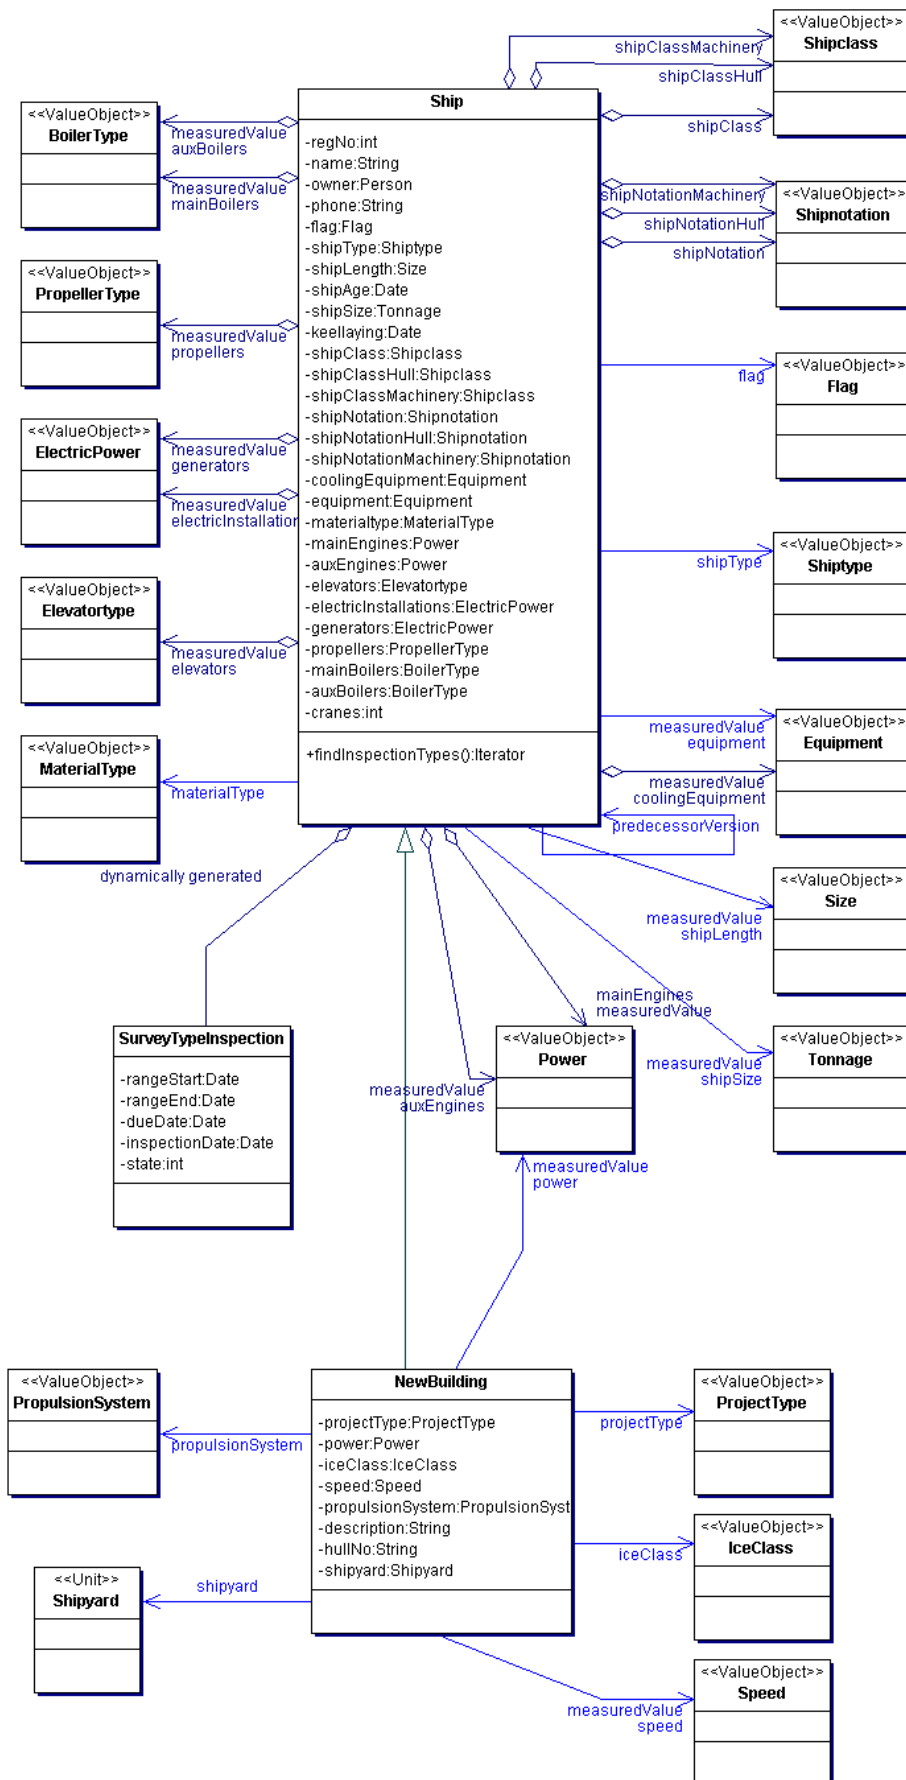 <<ValueObject>>
Shipclass
shipClassMachinery
shipClassHull
shipClass
<<ValueObject>>
BoilerType
measuredValue
auxBoilers
measuredValue
mainBoilers
Ship
-regNo:int
-name:String
-owner:Person
-phone:String
-flag:Flag
-shipType:Shiptype
-shipLength:Size
-shipAge:Date
-shipSize:Tonnage
-keellaying:Date
-shipClass:Shipclass
-shipClassHull:Shipclass
-shipClassMachinery:Shipclass
-shipNotation:Shipnotation
-shipNotationHull:Shipnotation
-shipNotationMachinery:Shipnotation
-coolingEquipment:Equipment
-equipment:Equipment
-materialtype:MaterialType
-mainEngines:Power
-auxEngines:Power
-elevators:Elevatortype
-electricInstallations:ElectricPower
-generators:ElectricPower
-propellers:PropellerType
-mainBoilers:BoilerType
-auxBoilers:BoilerType
-cranes:int
+findInspectionTypes():Iterator
<<ValueObject>>
Shipnotation
shipNotationMachinery
shipNotationHull
shipNotation
<<ValueObject>>
PropellerType
measuredValue
propellers
<<ValueObject>>
Flag
flag
<<ValueObject>>
ElectricPower
measuredValue
generators
measuredValue
electricInstallation
<<ValueObject>>
Shiptype
shipType
<<ValueObject>>
Elevatortype
measuredValue
elevators
<<ValueObject>>
Equipment
measuredValue
equipment
measuredValue
coolingEquipment
<<ValueObject>>
MaterialType
materialType
predecessorVersion
dynamically generated
<<ValueObject>>
Size
measuredValue
shipLength
mainEngines
measuredValue
SurveyTypeInspection
-rangeStart:Date
-rangeEnd:Date
-dueDate:Date
-inspectionDate:Date
-state:int
<<ValueObject>>
Power
measuredValue
auxEngines
<<ValueObject>>
Tonnage
measuredValue
shipSize
measuredValue
power
<<ValueObject>>
PropulsionSystem
propulsionSystem
NewBuilding
-projectType:ProjectType
-power:Power
-iceClass:IceClass
-speed:Speed
-propulsionSystem:PropulsionSyst
-description:String
-hullNo:String
-shipyard:Shipyard
<<ValueObject>>
ProjectType
projectType
<<ValueObject>>
IceClass
iceClass
<<Unit>>
Shipyard
shipyard
<<ValueObject>>
Speed
measuredValue
speed